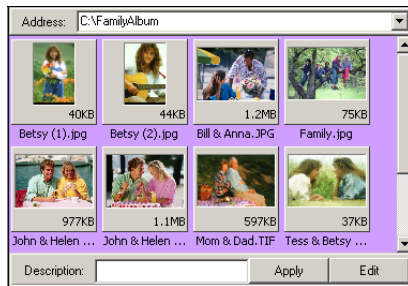 Address: C:\FamilyAlbum
40KB 44KB 1.2MB 75KB
Betsy (1).jpg Betsy (2).jpg Bill & Anna.JPG Family.jpg
977KB 1.1MB 597KB 37KB
John & Helen ... John & Helen ... Mom & Dad.TIF Tess & Betsy ...
Description: Apply Edit